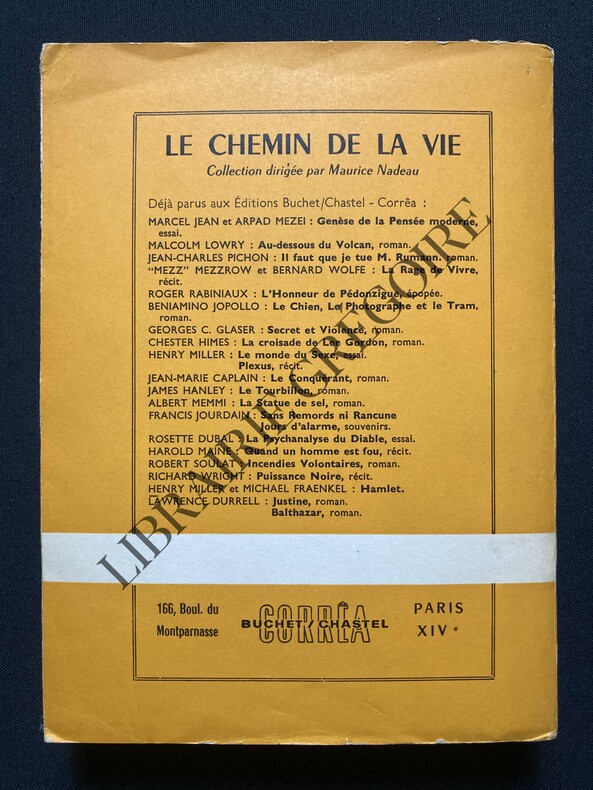 LE CHEMIN DE LA VIE
Collection dirigée par Maurice Nadeau
Déjà parus aux Éditions Buchet/Chastel - Corrêa :
MARCEL JEAN et ARPAD MEZEI : Genèse de la Pensée moderne,
essai.
MALCOLM LOWRY : Au-dessous du Volcan, roman.
JEAN-CHARLES PICHON : Il faut que je tue M. Rumann. roman.
"MEZZ" MEZZROW et BERNARD WOLFE : La Rage de Vivre,
récit.
ROGER RABINIAUX : L'Honneur de Pédonzigue, épopée.
BENIAMINO JOPOLLO : Le Chien, Le Photographe et le Tram,
roman.
GEORGES C. GLASER : Secret et Violence, roman.
CHESTER HIMES : La croisade de Lee Gordon, roman.
HENRY MILLER : Le monde du Sexe, essai.
Plexus, récit.
JEAN-MARIE CAPLAIN : Le Conquérant, roman.
JAMES HANLEY : Le Tourbillon, roman.
ALBERT MEMMI : La Statue de sel, roman.
FRANCIS JOURDAIN : Sans Remords ni Rancune
Jours d'alarme, souvenirs.
ROSETTE DUBAL : La Psychanalyse du Diable, essai.
HAROLD MAINE : Quand un homme est fou, récit.
ROBERT SOULAT : Incendies Volontaires, roman.
RICHARD WRIGHT : Puissance Noire, récit.
HENRY MILLER et MICHAEL FRAENKEL : Hamlet.
LAWRENCE DURRELL : Justine, roman.
Balthazar, roman.
LIBRAIRIE GRÉGOIRE
166, Boul. du
Montparnasse
CORRÊA
BUCHET/CHASTEL
PARIS
XIVe